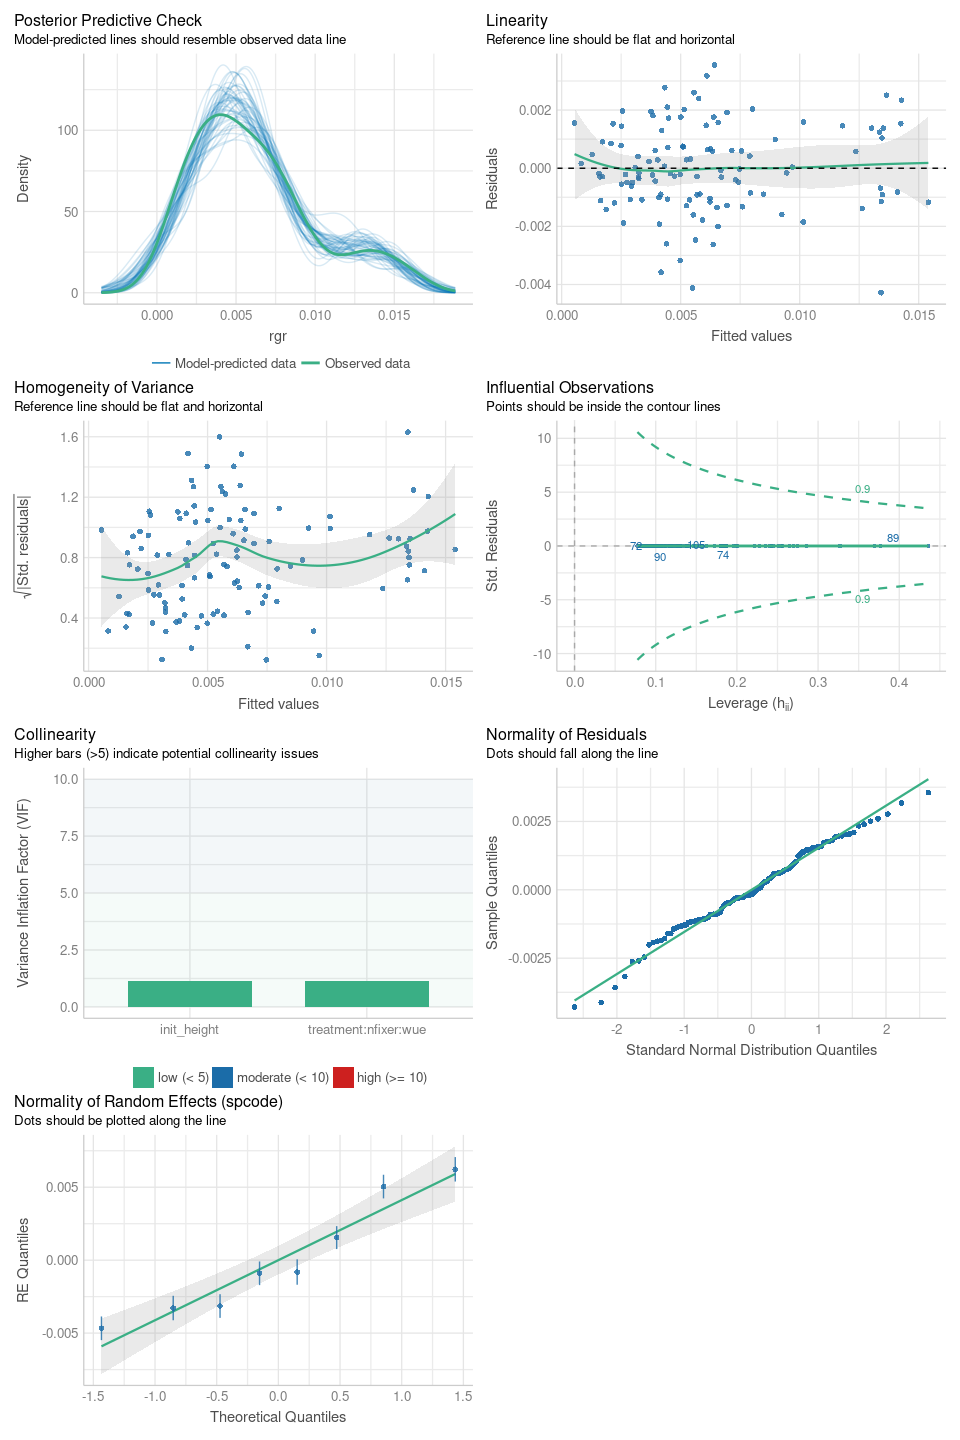 Posterior Predictive Check
Model-predicted lines should resemble observed data line
Density
100
50
0
0.000 0.005 0.010 0.015
rgr
Model-predicted data Observed data
Linearity
Reference line should be flat and horizontal
Residuals
0.002
0.000
-0.002
-0.004
0.000 0.005 0.010 0.015
Fitted values
Homogeneity of Variance
Reference line should be flat and horizontal
√|Std. residuals|
1.6
1.2
0.8
0.4
0.000 0.005 0.010 0.015
Fitted values
Influential Observations
Points should be inside the contour lines
Std. Residuals
10
5
0
-5
-10
0.9
89
105
90
74
0.9
0.0 0.1 0.2 0.3 0.4
Leverage (hii)
Collinearity
Higher bars (>5) indicate potential collinearity issues
Variance Inflation Factor (VIF)
10.0
7.5
5.0
2.5
0.0
init_height treatment:nfixer:wue
low (< 5) moderate (< 10) high (>= 10)
Normality of Residuals
Dots should fall along the line
Sample Quantiles
0.0025
0.0000
-0.0025
-2 -1 0 1 2
Standard Normal Distribution Quantiles
Normality of Random Effects (spcode)
Dots should be plotted along the line
RE Quantiles
0.005
0.000
-0.005
-1.5 -1.0 -0.5 0.0 0.5 1.0 1.5
Theoretical Quantiles